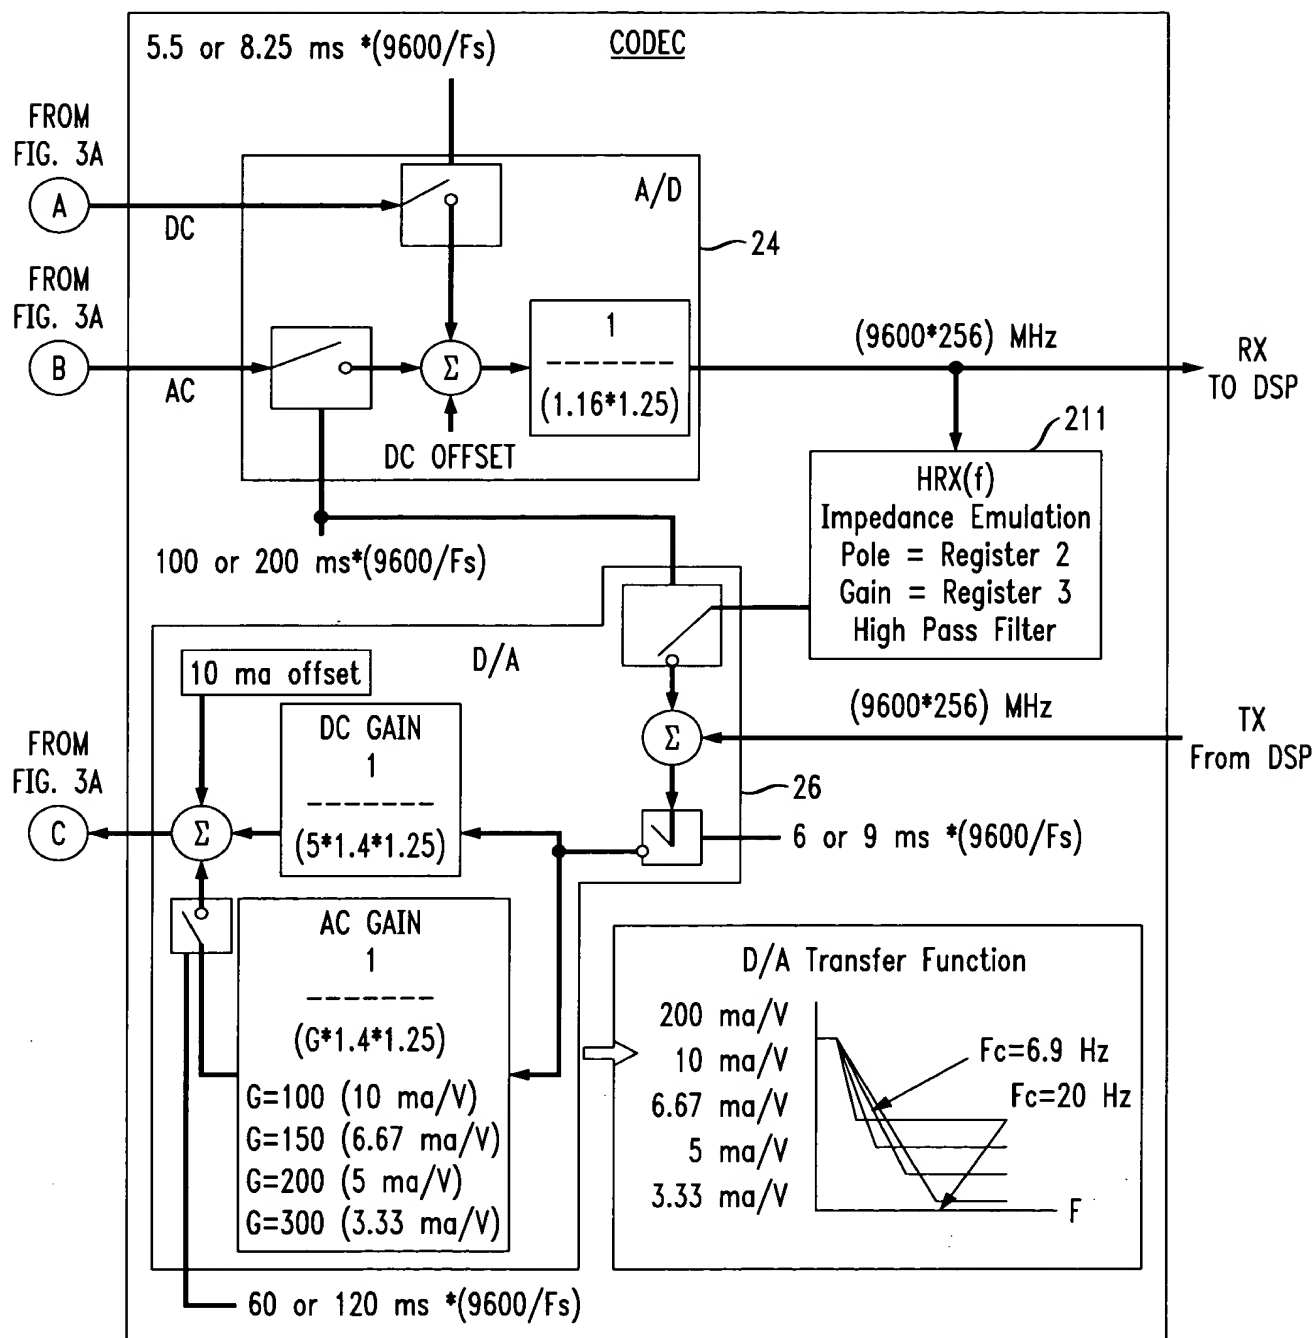 CODEC
5.5 or 8.25 ms *(9600/Fs)
FROM
FIG. 3A
A
DC
A/D
24
FROM
FIG. 3A
B
AC
Σ
DC OFFSET
1
--------
(1.16*1.25)
(9600*256) MHz
RX
TO DSP
211
HRX(f)
Impedance Emulation
Pole = Register 2
Gain = Register 3
High Pass Filter
100 or 200 ms*(9600/Fs)
D/A
10 ma offset
DC GAIN
1
-------
(5*1.4*1.25)
Σ
(9600*256) MHz
TX
From DSP
26
FROM
FIG. 3A
C
Σ
6 or 9 ms *(9600/Fs)
AC GAIN
1
-------
(G*1.4*1.25)
G=100 (10 ma/V)
G=150 (6.67 ma/V)
G=200 (5 ma/V)
G=300 (3.33 ma/V)
D/A Transfer Function
200 ma/V
10 ma/V
6.67 ma/V
5 ma/V
3.33 ma/V
Fc=6.9 Hz
Fc=20 Hz
F
60 or 120 ms *(9600/Fs)